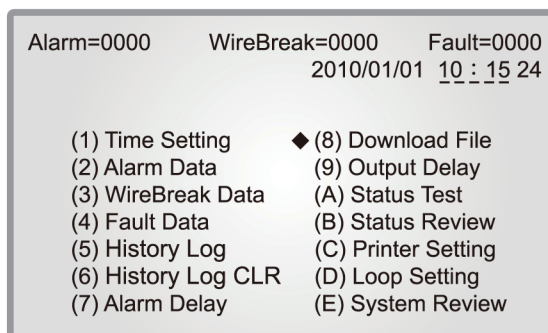 Alarm=0000 WireBreak=0000 Fault=0000
2010/01/01 10 : 15 24
(1) Time Setting
(2) Alarm Data
(3) WireBreak Data
(4) Fault Data
(5) History Log
(6) History Log CLR
(7) Alarm Delay
◆ (8) Download File
(9) Output Delay
(A) Status Test
(B) Status Review
(C) Printer Setting
(D) Loop Setting
(E) System Review